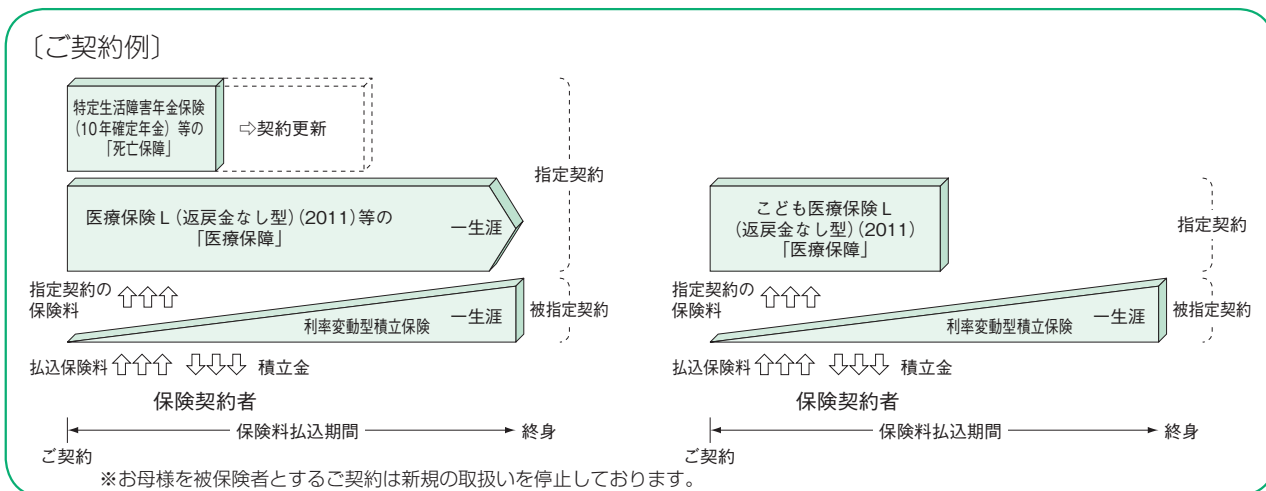 〔ご契約例〕
特定生活障害年金保険
(10年確定年金)等の
「死亡保障」
⇨契約更新
指定契約
医療保険L(返戻金なし型)(2011)等の
「医療保障」
一生涯
指定契約の
保険料
利率変動型積立保険
一生涯
被指定契約
払込保険料
積立金
保険契約者
保険料払込期間
終身
ご契約
こども医療保険L
(返戻金なし型)(2011)
「医療保障」
指定契約
指定契約の
保険料
利率変動型積立保険
一生涯
被指定契約
払込保険料
積立金
保険契約者
保険料払込期間
終身
ご契約
※お母様を被保険者とするご契約は新規の取扱いを停止しております。